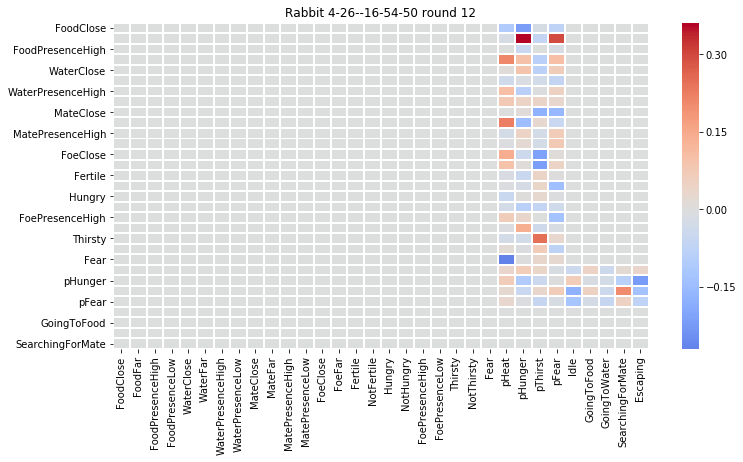 Rabbit 4-26--16-54-50 round 12
FoodClose
FoodPresenceHigh
WaterClose
WaterPresenceHigh
MateClose
MatePresenceHigh
FoeClose
Fertile
Hungry
FoePresenceHigh
Thirsty
Fear
pHunger
pFear
GoingToFood
SearchingForMate
0.30
0.15
0.00
−0.15
FoodClose
FoodFar
FoodPresenceHigh
FoodPresenceLow
WaterClose
WaterFar
WaterPresenceHigh
WaterPresenceLow
MateClose
MateFar
MatePresenceHigh
MatePresenceLow
FoeClose
FoeFar
Fertile
NotFertile
Hungry
NotHungry
FoePresenceHigh
FoePresenceLow
Thirsty
NotThirsty
Fear
pHeat
pHunger
pThirst
pFear
Idle
GoingToFood
GoingToWater
SearchingForMate
Escaping